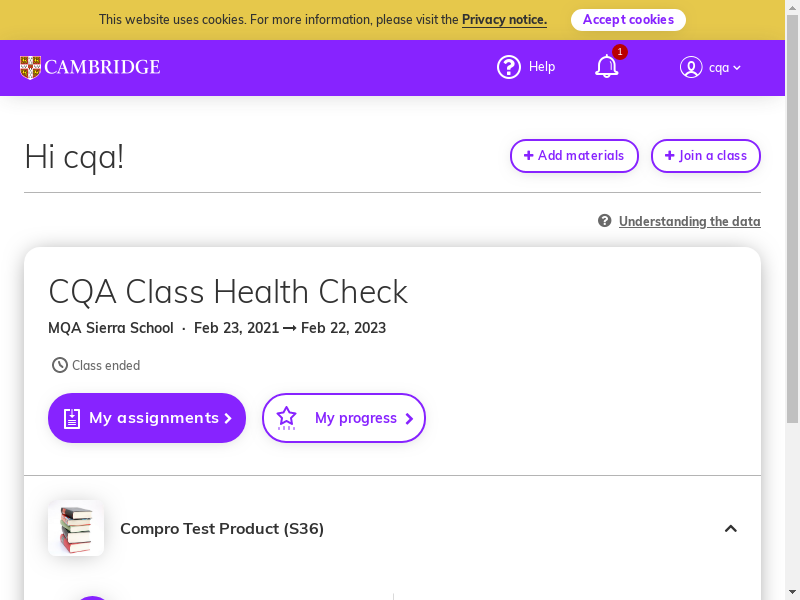 This website uses cookies. For more information, please visit the Privacy notice. Accept cookies
CAMBRIDGE Help 1 cqa
Hi cqa! Add materials Join a class
Understanding the data
CQA Class Health Check
MQA Sierra School · Feb 23, 2021 → Feb 22, 2023
Class ended
My assignments My progress
Compro Test Product (S36)